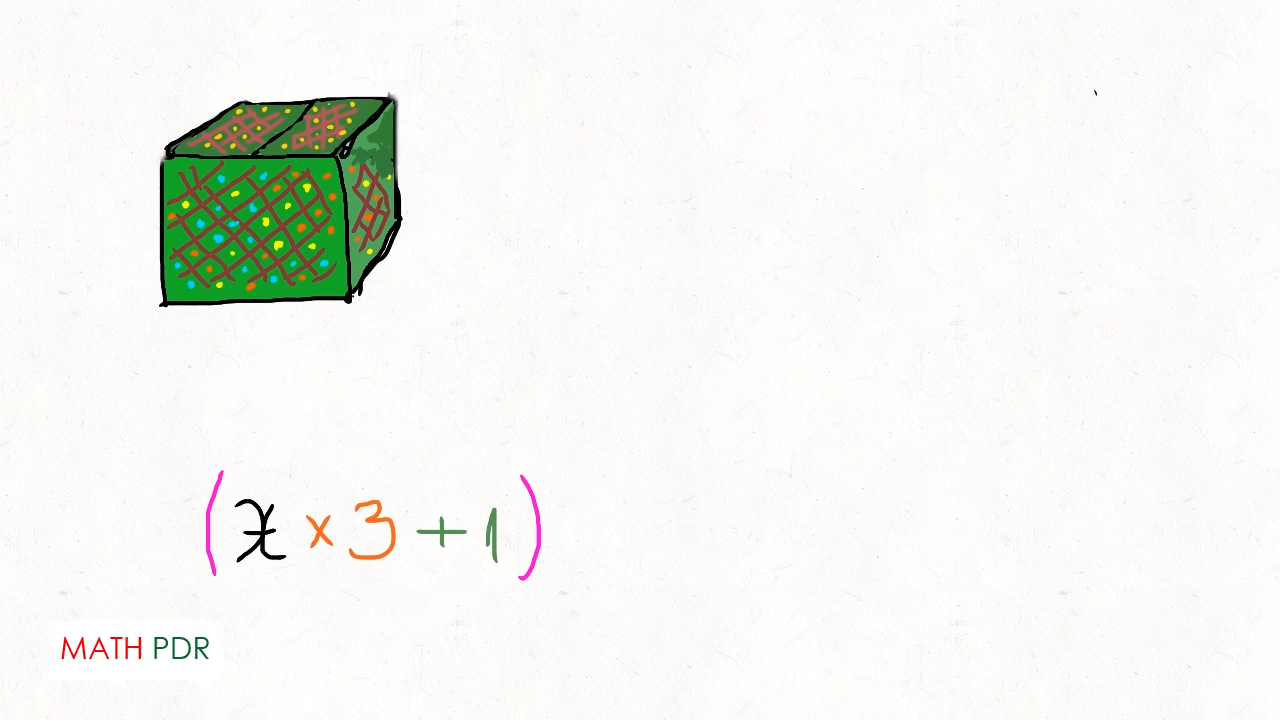 (x × 3 + 1)
MATH PDR